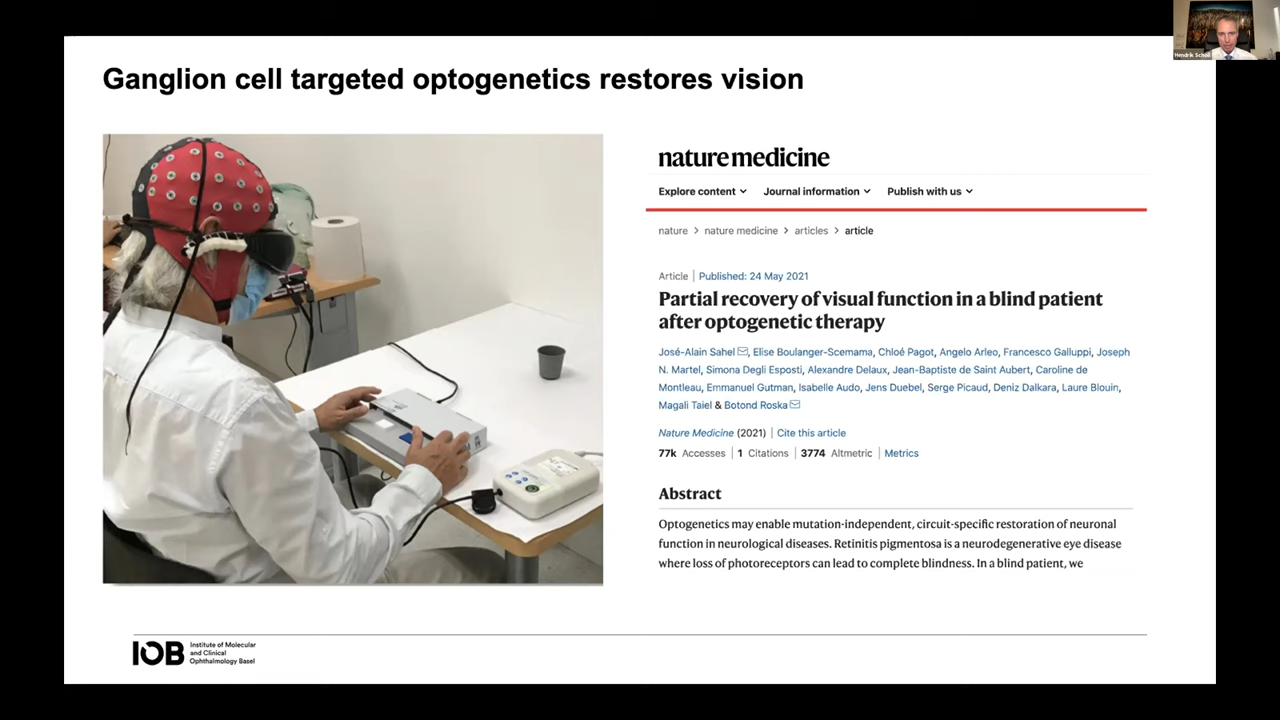 Hendrik Scholl
Ganglion cell targeted optogenetics restores vision
nature medicine
Explore content Journal information Publish with us
nature > nature medicine > articles > article
Article | Published: 24 May 2021
Partial recovery of visual function in a blind patient
after optogenetic therapy
José-Alain Sahel, Elise Boulanger-Scemama, Chloé Pagot, Angelo Arleo, Francesco Galluppi, Joseph
N. Martel, Simona Degli Esposti, Alexandre Delaux, Jean-Baptiste de Saint Aubert, Caroline de
Montleau, Emmanuel Gutman, Isabelle Audo, Jens Duebel, Serge Picaud, Deniz Dalkara, Laure Blouin,
Magali Taiel & Botond Roska
Nature Medicine (2021) | Cite this article
77k Accesses | 1 Citations | 3774 Altmetric | Metrics
Abstract
Optogenetics may enable mutation-independent, circuit-specific restoration of neuronal
function in neurological diseases. Retinitis pigmentosa is a neurodegenerative eye disease
where loss of photoreceptors can lead to complete blindness. In a blind patient, we
IOB
Institute of Molecular
and Clinical
Ophthalmology Basel